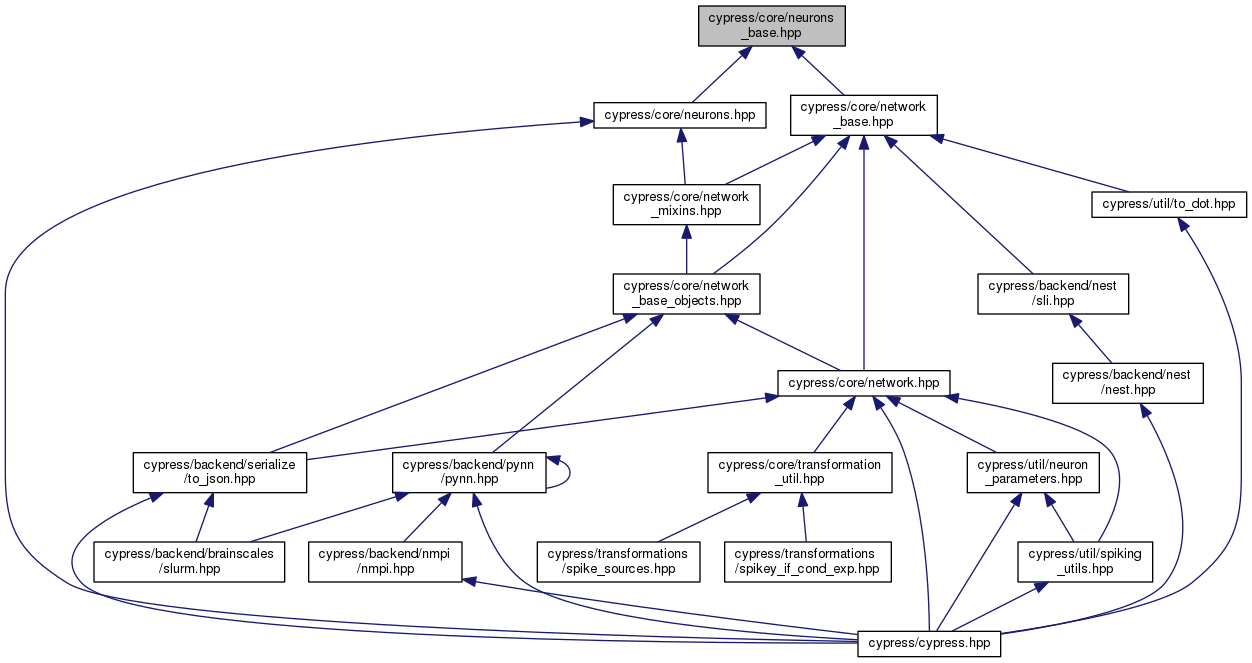 cypress/core/neurons
_base.hpp
cypress/core/neurons.hpp
cypress/core/network
_base.hpp
cypress/core/network
_mixins.hpp
cypress/util/to_dot.hpp
cypress/core/network
_base_objects.hpp
cypress/backend/nest
/sli.hpp
cypress/core/network.hpp
cypress/backend/nest
/nest.hpp
cypress/backend/serialize
/to_json.hpp
cypress/backend/pynn
/pynn.hpp
cypress/core/transformation
_util.hpp
cypress/util/neuron
_parameters.hpp
cypress/backend/brainscales
/slurm.hpp
cypress/backend/nmpi
/nmpi.hpp
cypress/transformations
/spike_sources.hpp
cypress/transformations
/spikey_if_cond_exp.hpp
cypress/util/spiking
_utils.hpp
cypress/cypress.hpp